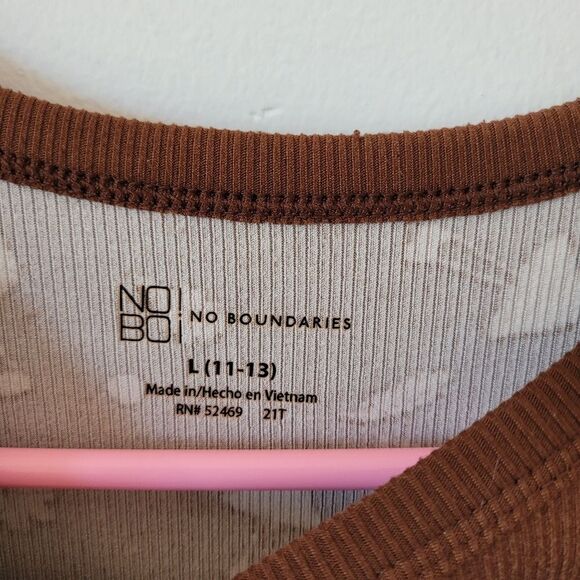 NO
BO
NO BOUNDARIES
L (11-13)
Made in/Hecho en Vietnam
RN# 52469 21T